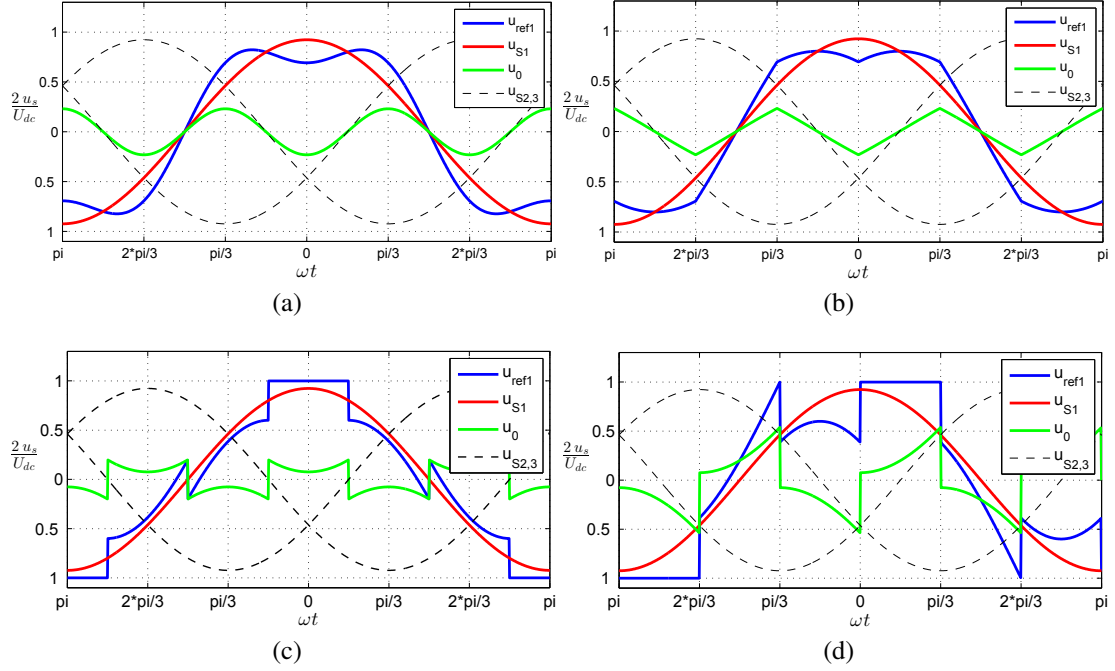 1
0.5
0
0.5
1
2 u_s
U_dc
pi
2*pi/3
pi/3
0
pi/3
2*pi/3
pi
ωt
u_ref1
u_S1
u_0
u_S2,3
(a)
1
0.5
0
0.5
1
2 u_s
U_dc
pi
2*pi/3
pi/3
0
pi/3
2*pi/3
pi
ωt
u_ref1
u_S1
u_0
u_S2,3
(b)
1
0.5
0
0.5
1
2 u_s
U_dc
pi
2*pi/3
pi/3
0
pi/3
2*pi/3
pi
ωt
u_ref1
u_S1
u_0
u_S2,3
(c)
1
0.5
0
0.5
1
2 u_s
U_dc
pi
2*pi/3
pi/3
0
pi/3
2*pi/3
pi
ωt
u_ref1
u_S1
u_0
u_S2,3
(d)